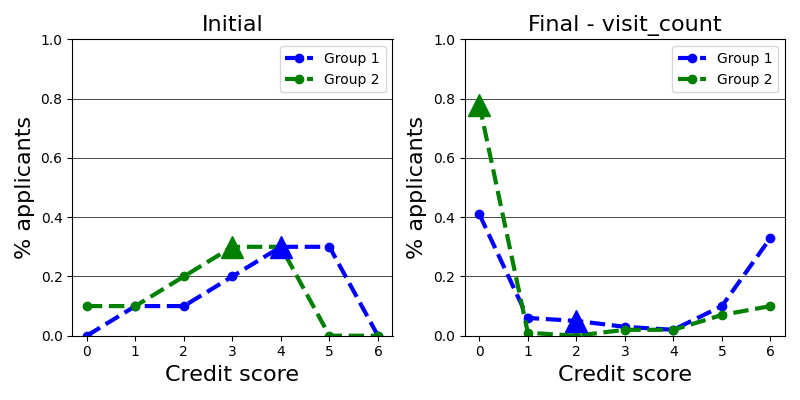 Initial
% applicants
1.0
0.8
0.6
0.4
0.2
0.0
0 1 2 3 4 5 6
Credit score
Group 1
Group 2
Final - visit_count
% applicants
1.0
0.8
0.6
0.4
0.2
0.0
0 1 2 3 4 5 6
Credit score
Group 1
Group 2